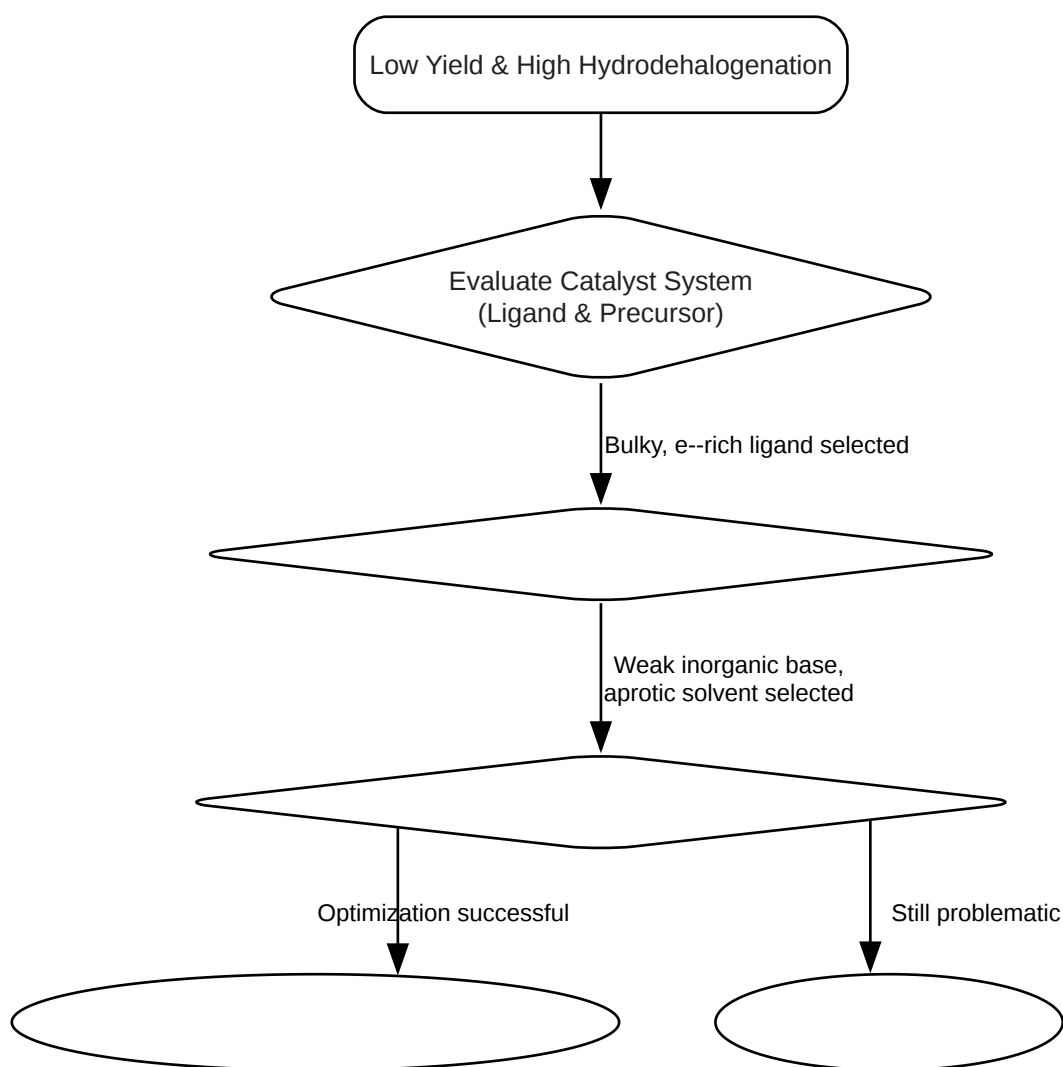 Low Yield & High Hydrodehalogenation
Evaluate Catalyst System
(Ligand & Precursor)
Bulky, e--rich ligand selected
Weak inorganic base,
aprotic solvent selected
Optimization successful
Still problematic